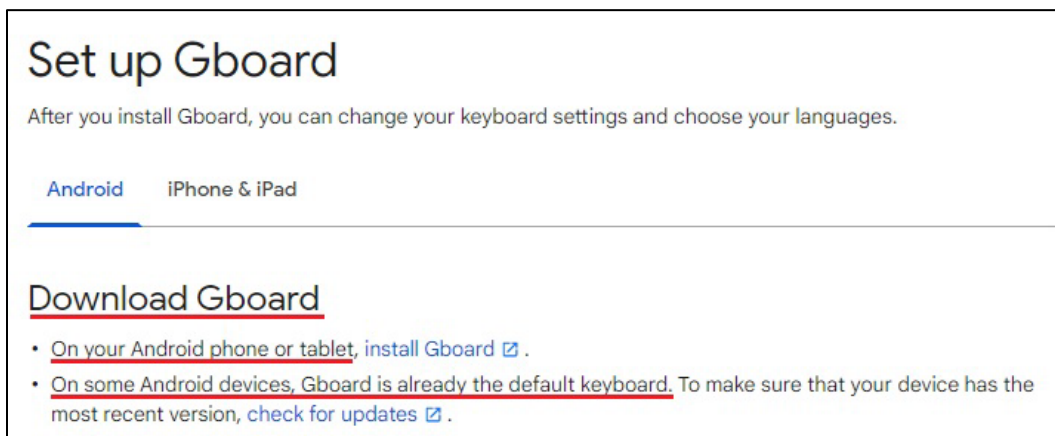 Set up Gboard
After you install Gboard, you can change your keyboard settings and choose your languages.
Android iPhone & iPad
Download Gboard
• On your Android phone or tablet, install Gboard.
• On some Android devices, Gboard is already the default keyboard. To make sure that your device has the
most recent version, check for updates.